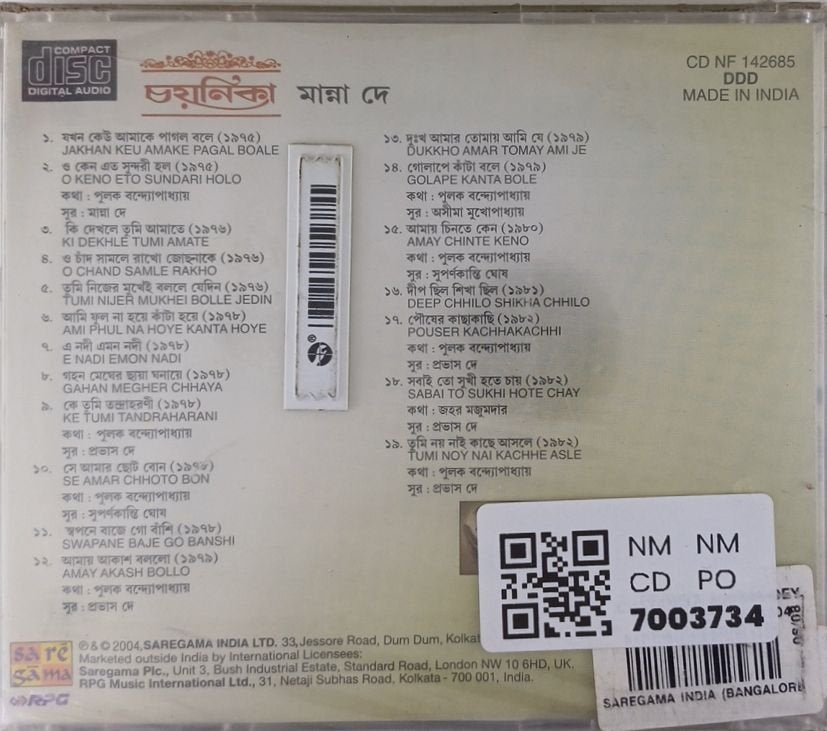 COMPACT
disc
DIGITAL AUDIO
চয়নিকা মান্না দে
CD NF 142685
DDD
MADE IN INDIA
১. যখন কেউ আমাকে পাগল বলে (১৯৭৫)
JAKHAN KEU AMAKE PAGAL BOALE
২. ও কেন এত সুন্দরী হল (১৯৭৫)
O KENO ETO SUNDARI HOLO
কথা : পুলক বন্দ্যোপাধ্যায়
সুর : মান্না দে
৩. কি দেখলে তুমি আমাতে (১৯৭৬)
KI DEKHLE TUMI AMATE
৪. ও চাঁদ সামলে রাখো জোছনাকে (১৯৭৬)
O CHAND SAMLE RAKHO
৫. তুমি নিজের মুখেই বললে যেদিন (১৯৭৬)
TUMI NIJER MUKHEI BOLLE JEDIN
৬. আমি ফুল না হয়ে কাঁটা হয়ে (১৯৭৮)
AMI PHUL NA HOYE KANTA HOYE
৭. এ নদী এমন নদী (১৯৭৮)
E NADI EMON NADI
৮. গহন মেঘের ছায়া ঘনায়ে (১৯৭৮)
GAHAN MEGHER CHHAYA
৯. কে তুমি তন্দ্রাহরণী (১৯৭৮)
KE TUMI TANDRAHARANI
কথা : পুলক বন্দ্যোপাধ্যায়
সুর : প্রভাস দে
১০. সে আমার ছোট বোন (১৯৭৮)
SE AMAR CHHOTO BON
কথা : পুলক বন্দ্যোপাধ্যায়
সুর : সুপর্ণকান্তি ঘোষ
১১. স্বপনে বাজে গো বাঁশি (১৯৭৮)
SWAPANE BAJE GO BANSHI
১২. আমায় আকাশ বললো (১৯৭৯)
AMAY AKASH BOLLO
কথা : পুলক বন্দ্যোপাধ্যায়
সুর : প্রভাস দে
১৩. দুঃখ আমার তোমায় আমি যে (১৯৭৯)
DUKKHO AMAR TOMAY AMI JE
১৪. গোলাপে কাঁটা বলে (১৯৭৯)
GOLAPE KANTA BOLE
কথা : পুলক বন্দ্যোপাধ্যায়
সুর : অসীমা মুখোপাধ্যায়
১৫. আমায় চিনতে কেন (১৯৮০)
AMAY CHINTE KENO
কথা : পুলক বন্দ্যোপাধ্যায়
সুর : সুপর্ণকান্তি ঘোষ
১৬. দীপ ছিল শিখা ছিল (১৯৮১)
DEEP CHHILO SHIKHA CHHILO
১৭. পৌষের কাছাকাছি (১৯৮২)
POUSER KACHHAKACHHI
কথা : পুলক বন্দ্যোপাধ্যায়
সুর : প্রভাস দে
১৮. সবাই তো সুখী হতে চায় (১৯৮২)
SABAI TO SUKHI HOTE CHAY
কথা : জহর মজুমদার
সুর : প্রভাস দে
১৯. তুমি নয় নাই কাছে আসলে (১৯৮২)
TUMI NOY NAI KACHHE ASLE
কথা : পুলক বন্দ্যোপাধ্যায়
সুর : প্রভাস দে
NM NM
CD PO
7003734
SAREGAMA INDIA (BANGALORE
sa ré
gama
RPG
℗ & © 2004, SAREGAMA INDIA LTD. 33, Jessore Road, Dum Dum, Kolkat
Marketed outside India by International Licensees:
Saregama Plc., Unit 3, Bush Industrial Estate, Standard Road, London NW 10 6HD, UK.
RPG Music International Ltd., 31, Netaji Subhas Road, Kolkata - 700 001, India.